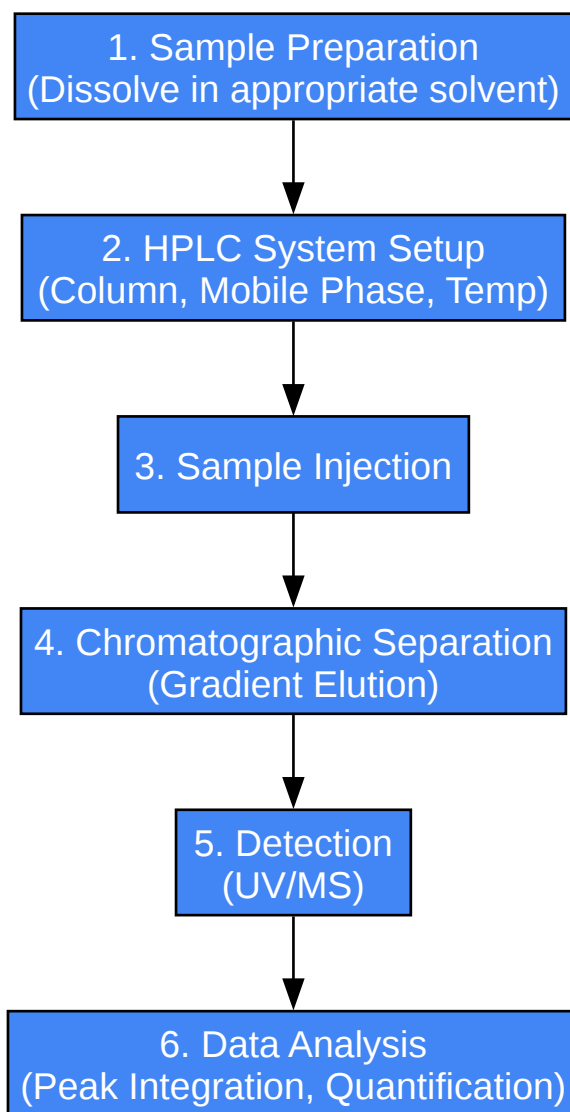 1. Sample Preparation
(Dissolve in appropriate solvent)
2. HPLC System Setup
(Column, Mobile Phase, Temp)
3. Sample Injection
4. Chromatographic Separation
(Gradient Elution)
5. Detection
(UV/MS)
6. Data Analysis
(Peak Integration, Quantification)